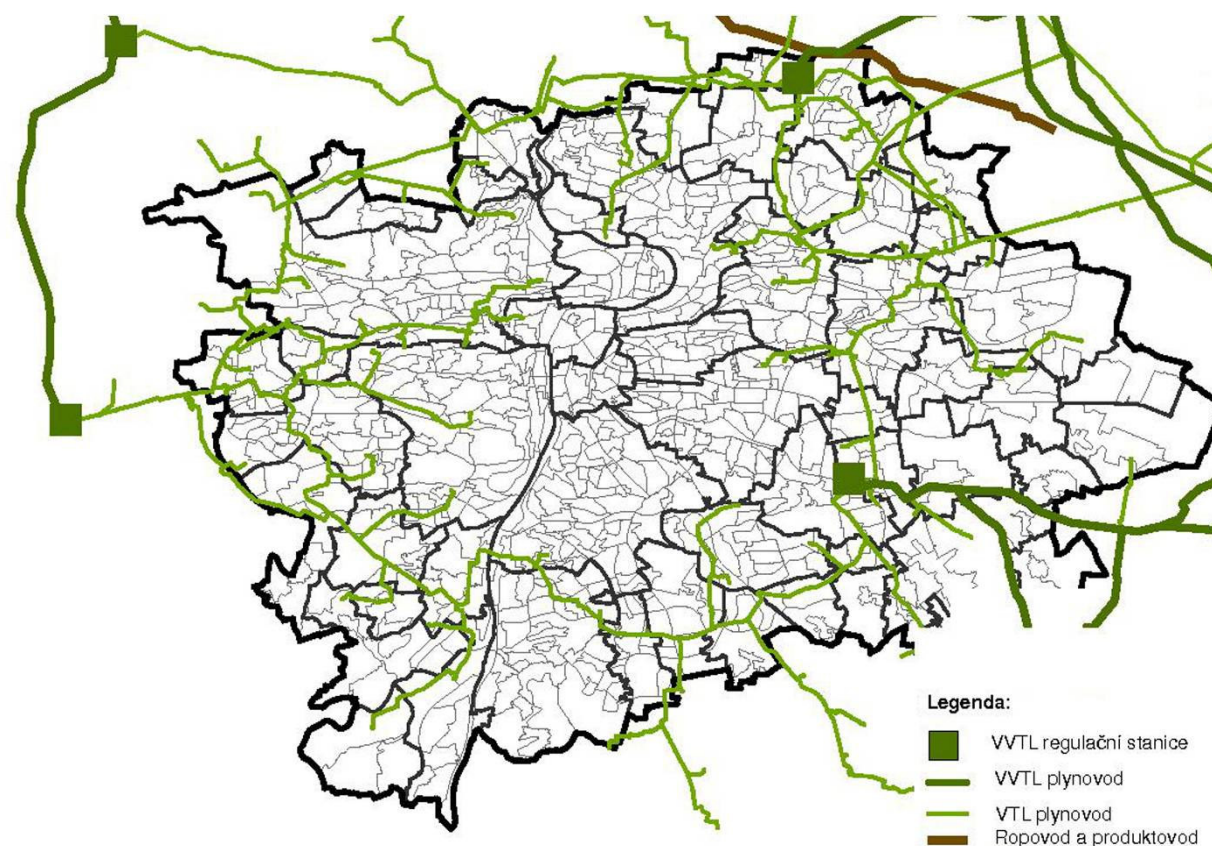 Legenda:
VVTL regulační stanice
VVTL plynovod
VTL plynovod
Ropovod a produktovod